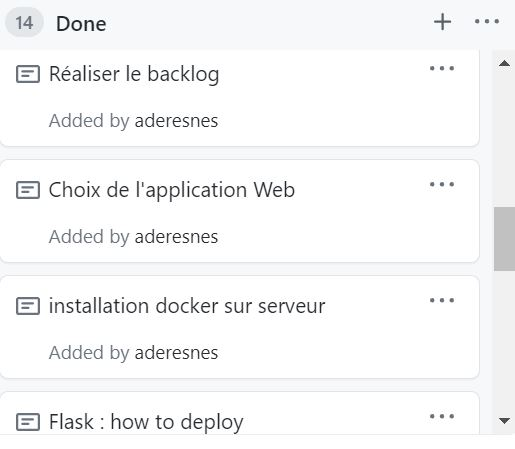 14 Done
Réaliser le backlog
Added by aderesnes
Choix de l'application Web
Added by aderesnes
installation docker sur serveur
Added by aderesnes
Flask : how to deploy